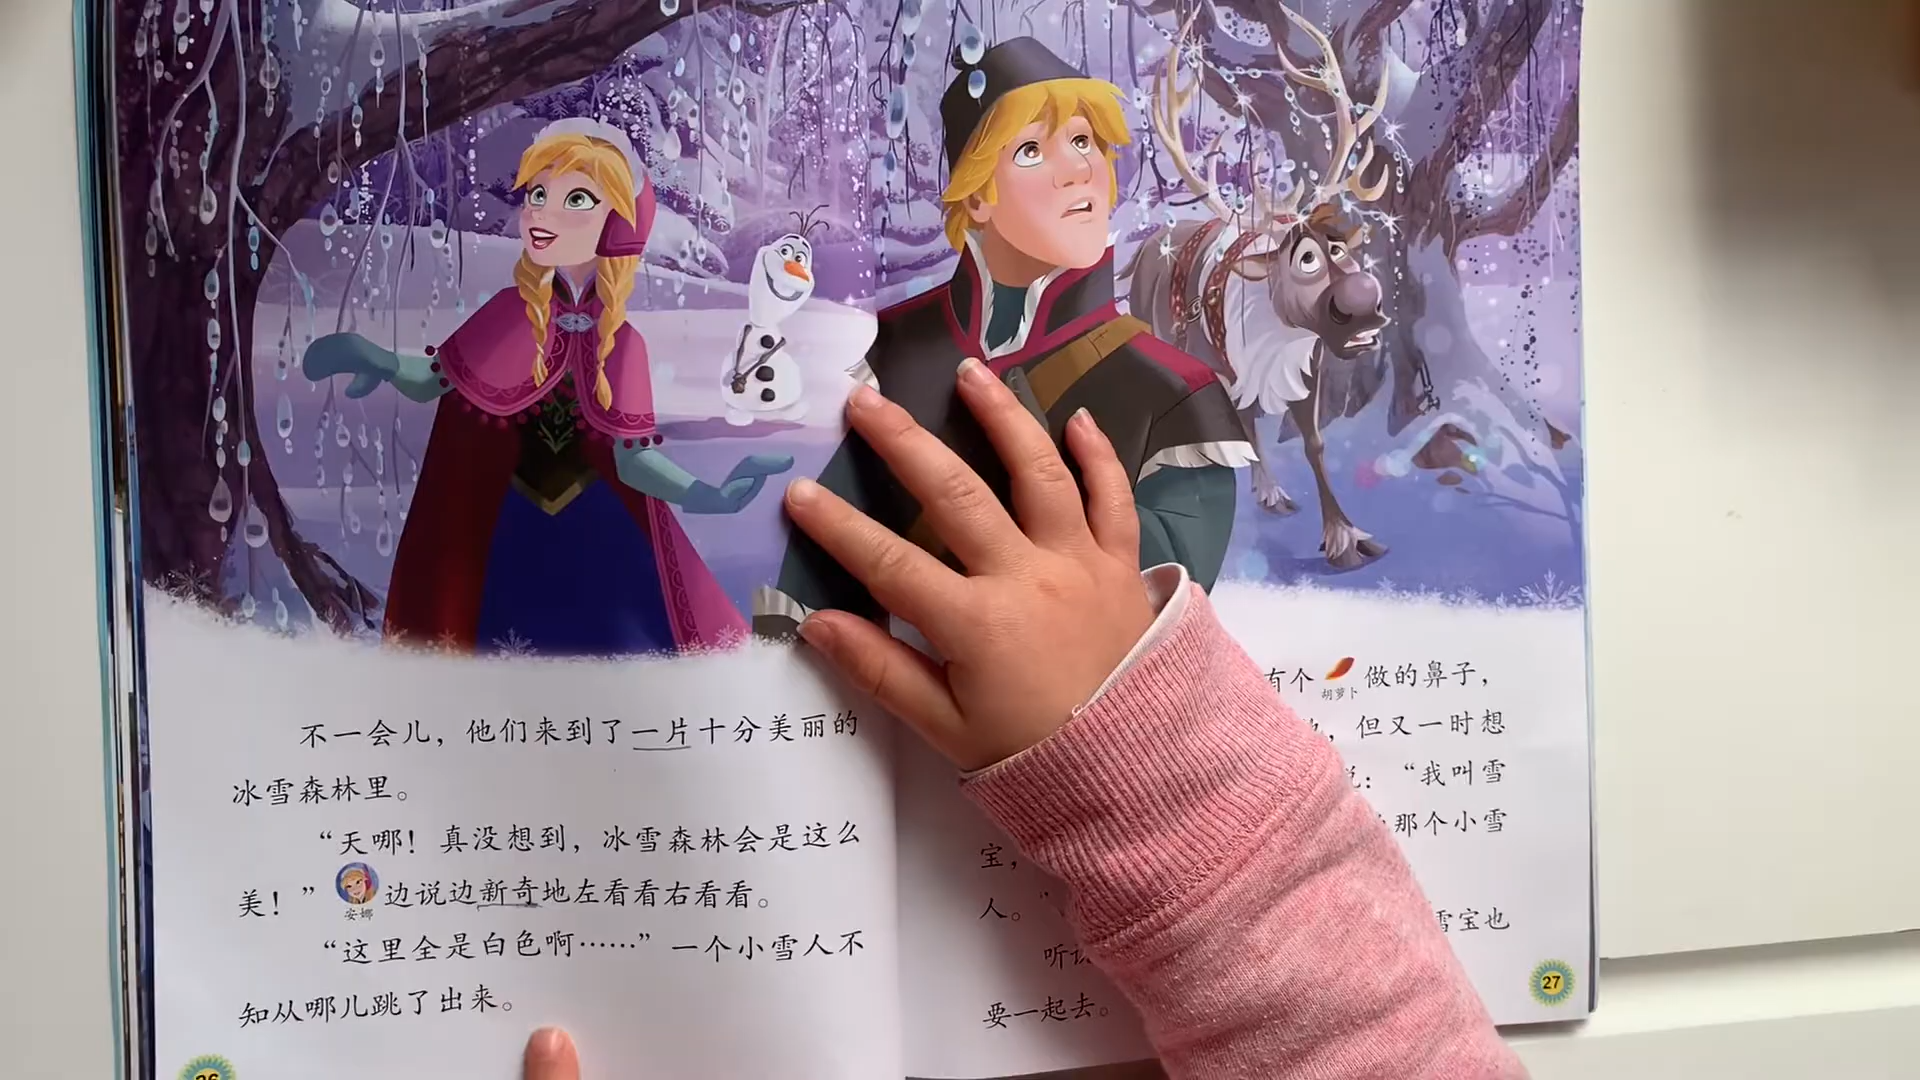 不一会儿，他们来到了一片十分美丽的
冰雪森林里。
“天哪！真没想到，冰雪森林会是这么
美！”边说边新奇地左看看右看看。
安娜
“这里全是白色啊……”一个小雪人不
知从哪儿跳了出来。
26
有个做的鼻子，
胡萝卜
，但又一时想
：“我叫雪
那个小雪
宝，
人。”
雪宝也
听说
要一起去。
27